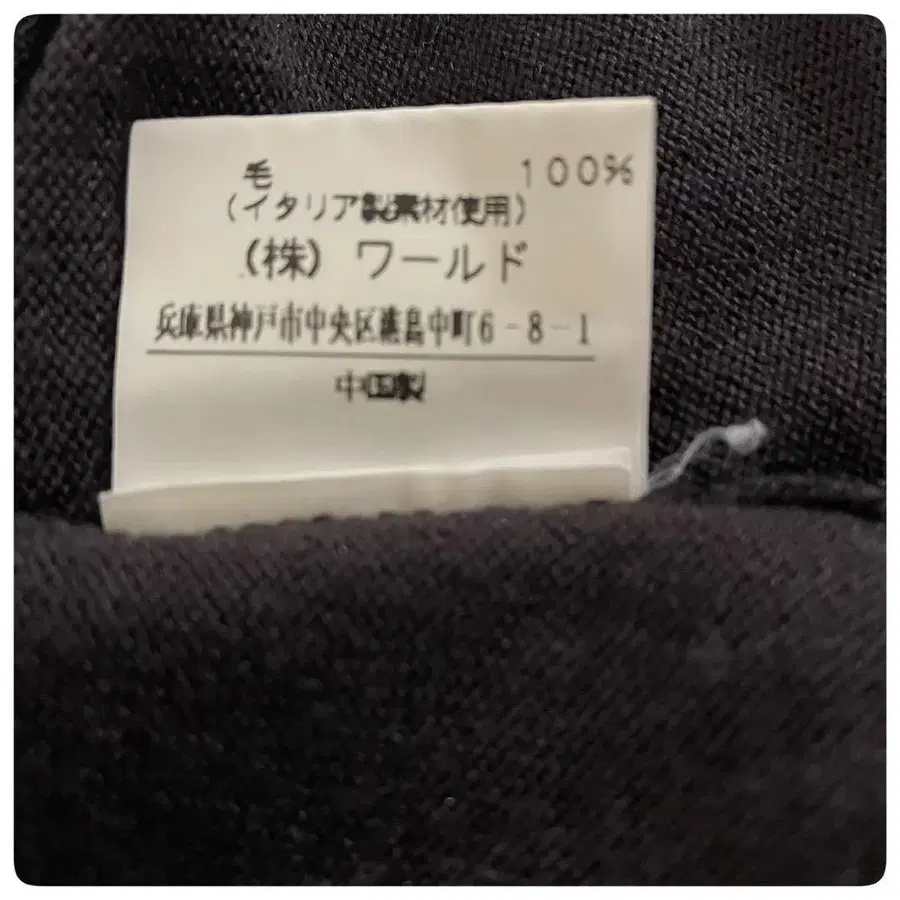 毛 100%
(イタリア製素材使用)
(株) ワールド
兵庫県神戸市中央区港島中町6-8-1
中国製